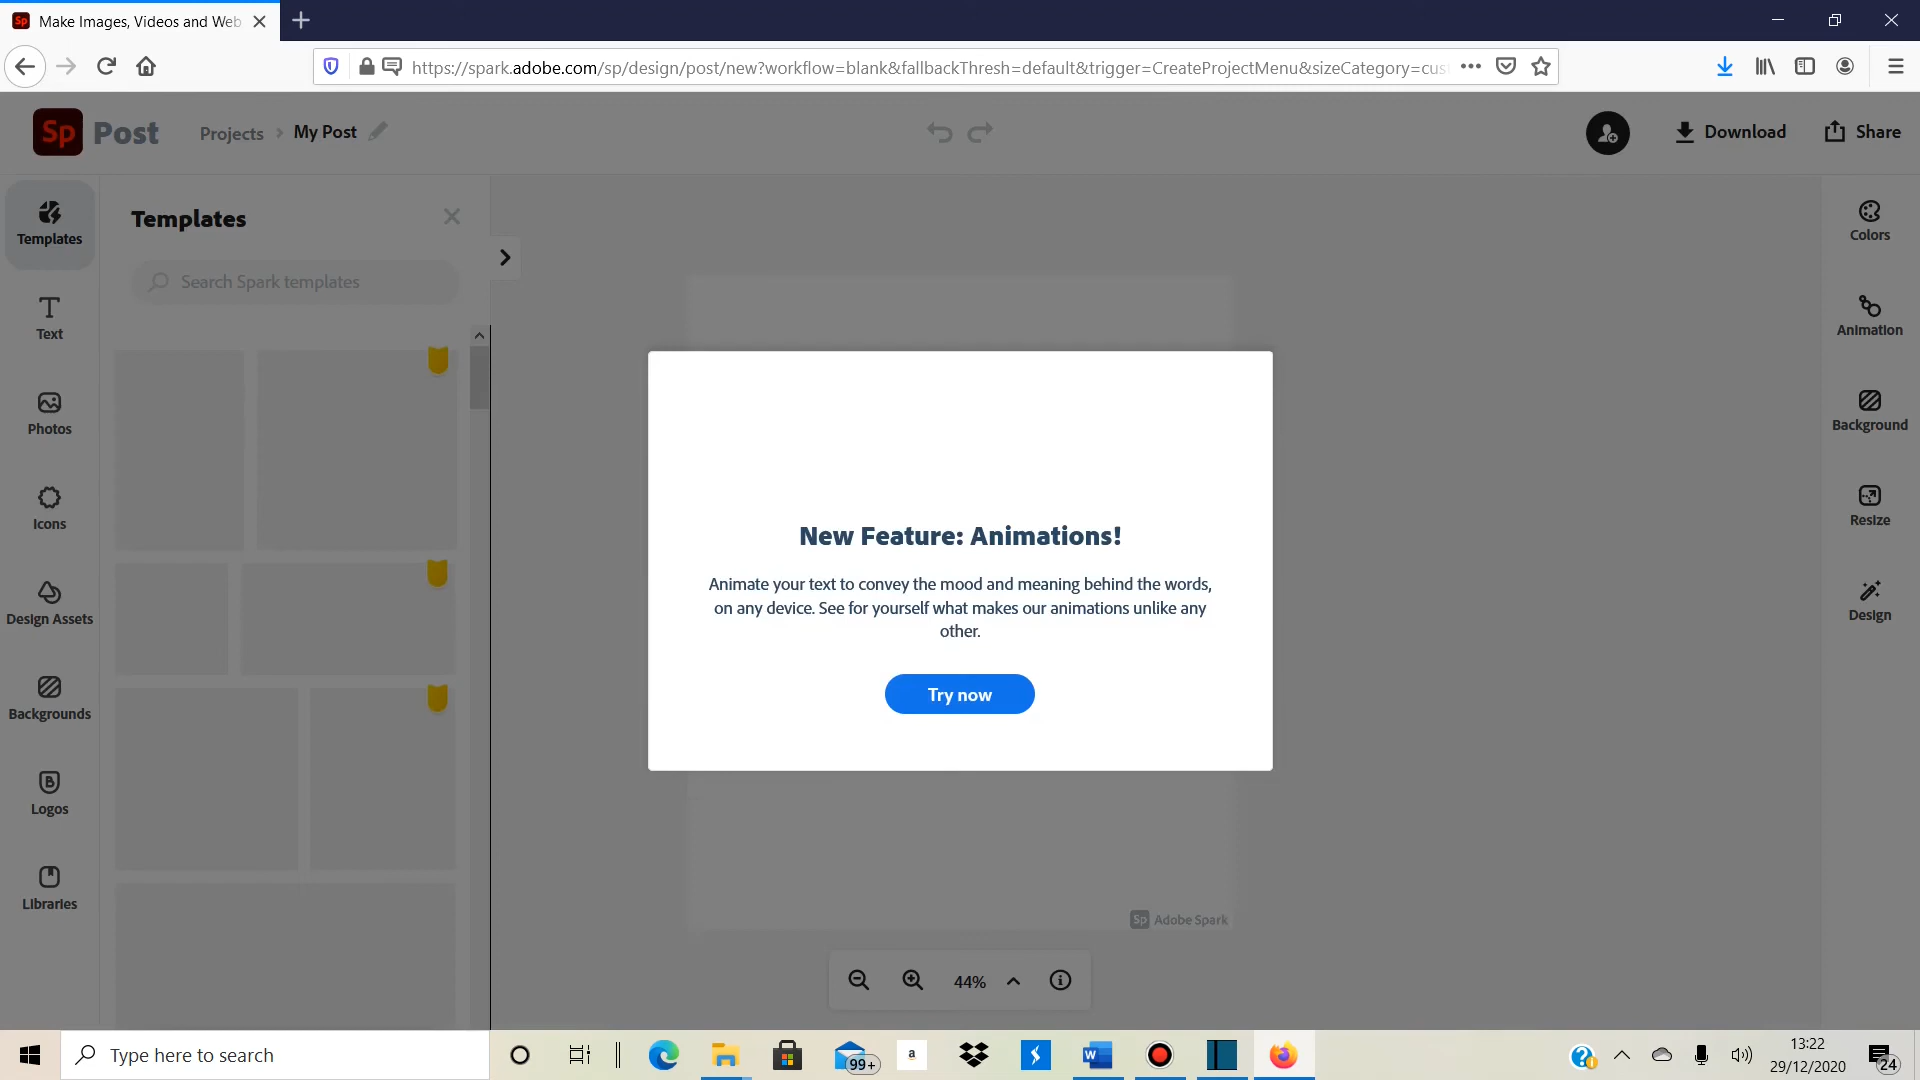 Sp Make Images, Videos and Web
https://spark.adobe.com/sp/design/post/new?workflow=blank&fallbackThresh=default&trigger=CreateProjectMenu&sizeCategory=cus
Sp Post Projects My Post Download Share
Templates
Text
Photos
Icons
Design Assets
Backgrounds
Logos
Libraries
Templates
Search Spark templates
New Feature: Animations!
Animate your text to convey the mood and meaning behind the words,
on any device. See for yourself what makes our animations unlike any
other.
Try now
Sp Adobe Spark
44%
Colors
Animation
Background
Resize
Design
Type here to search
99+
a
W
13:22
29/12/2020
24